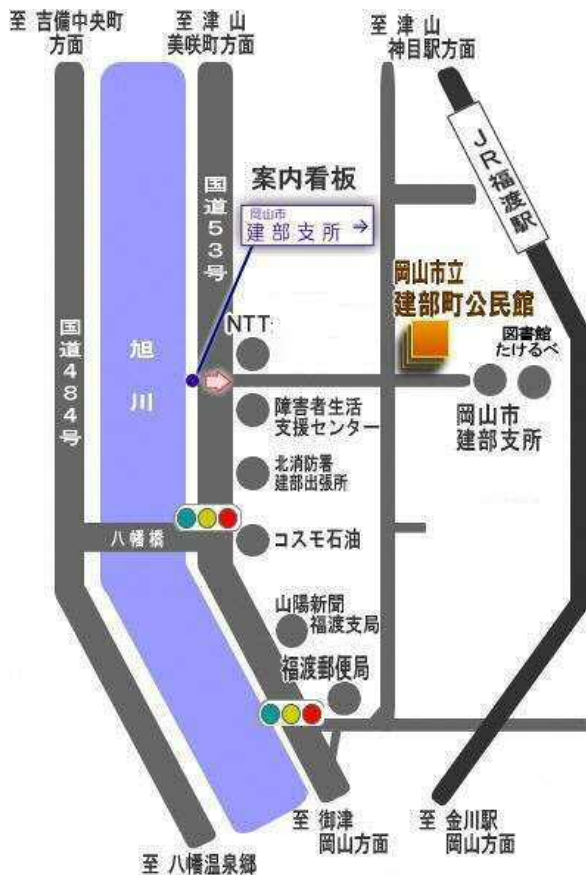 至 吉備中央町
方面
至 津山
美咲町方面
至 津山
神目駅方面
JR福渡駅
国道53号
案内看板
岡山市
建部支所 →
岡山市立
建部町公民館
NTT:
図書館
たけるべ
国道484号
旭川
障害者生活
支援センター
岡山市
建部支所
北消防署
建部出張所
八幡橋
コスモ石油
山陽新聞
福渡支局
福渡郵便局
至 御津
岡山方面
至 金川駅
岡山方面
至 八幡温泉郷